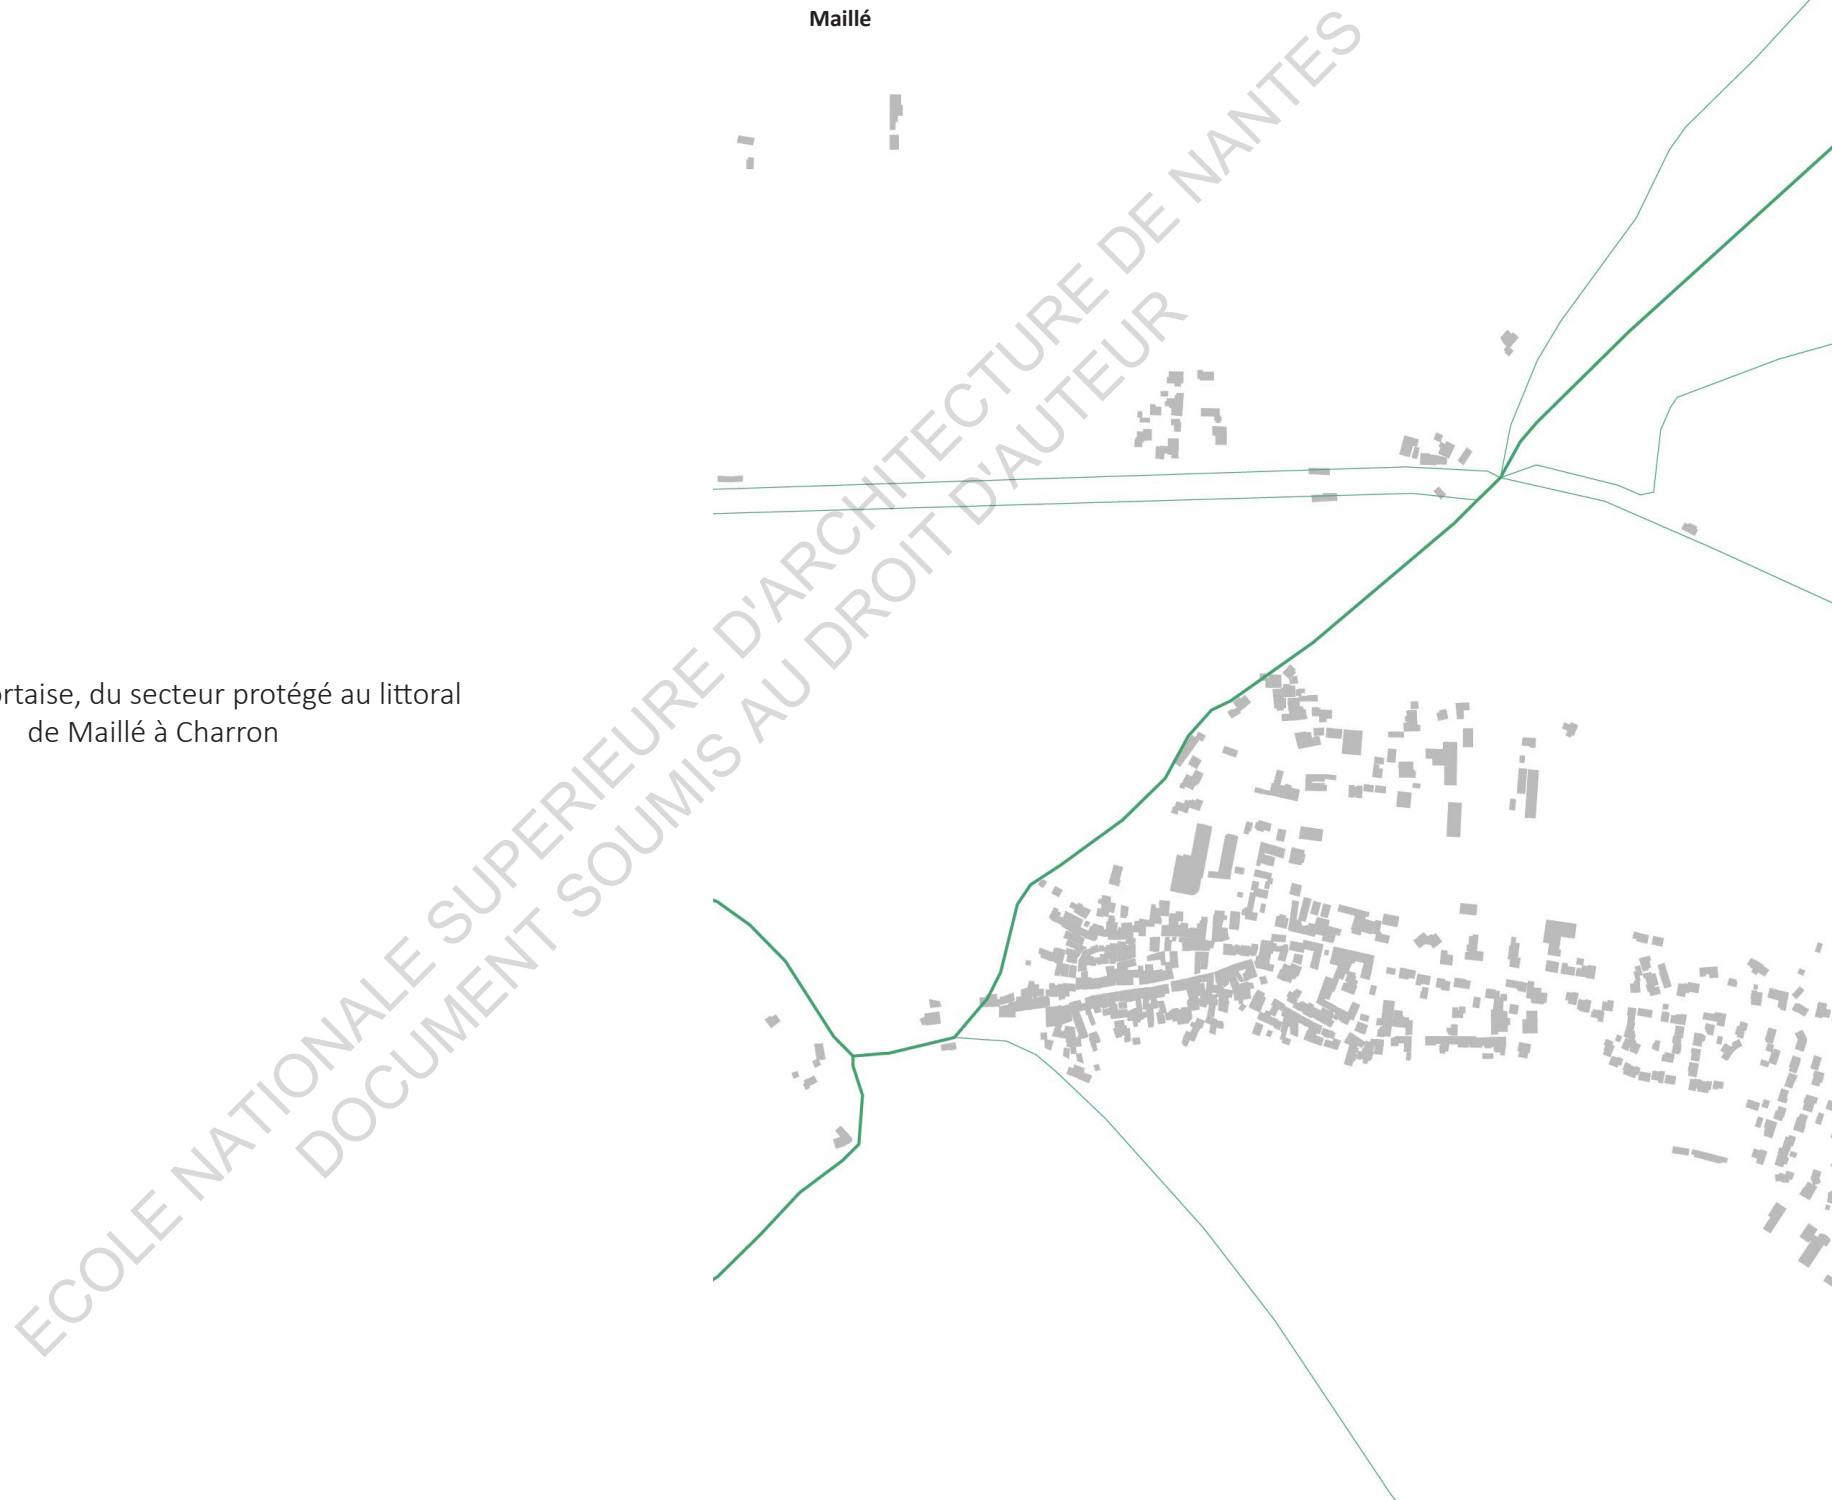 Maillé
rtaise, du secteur protégé au littoral
de Maillé à Charron
ECOLE NATIONALE SUPERIEURE D'ARCHITECTURE DE NANTES
DOCUMENT SOUMIS AU DROIT D'AUTEUR